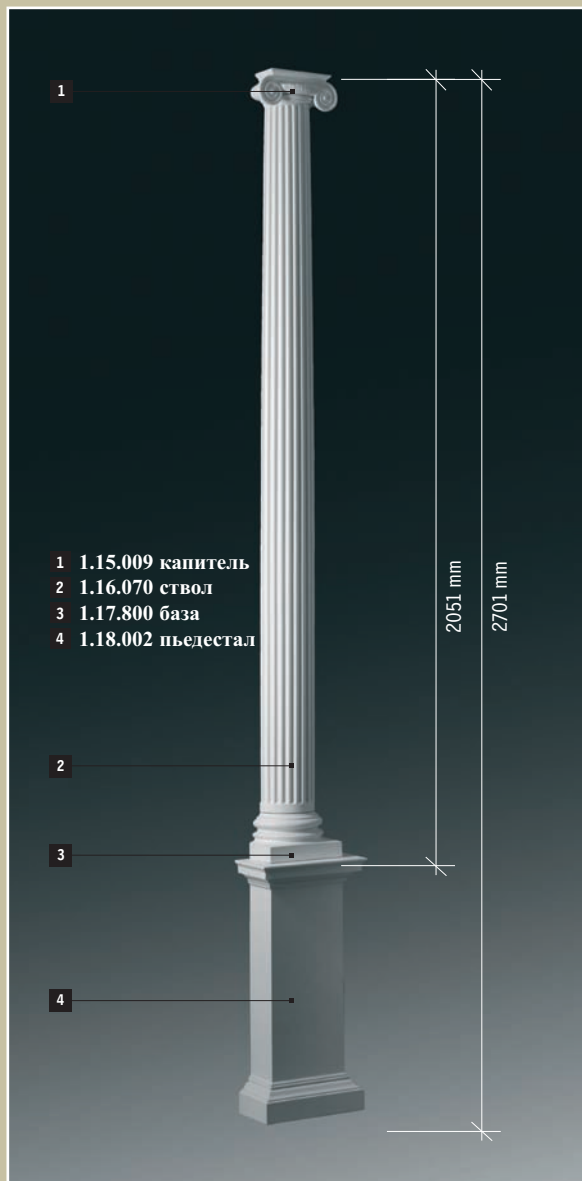 1
1 1.15.009 капитель
2 1.16.070 ствол
3 1.17.800 база
4 1.18.002 пьедестал
2051 mm
2701 mm
2
3
4